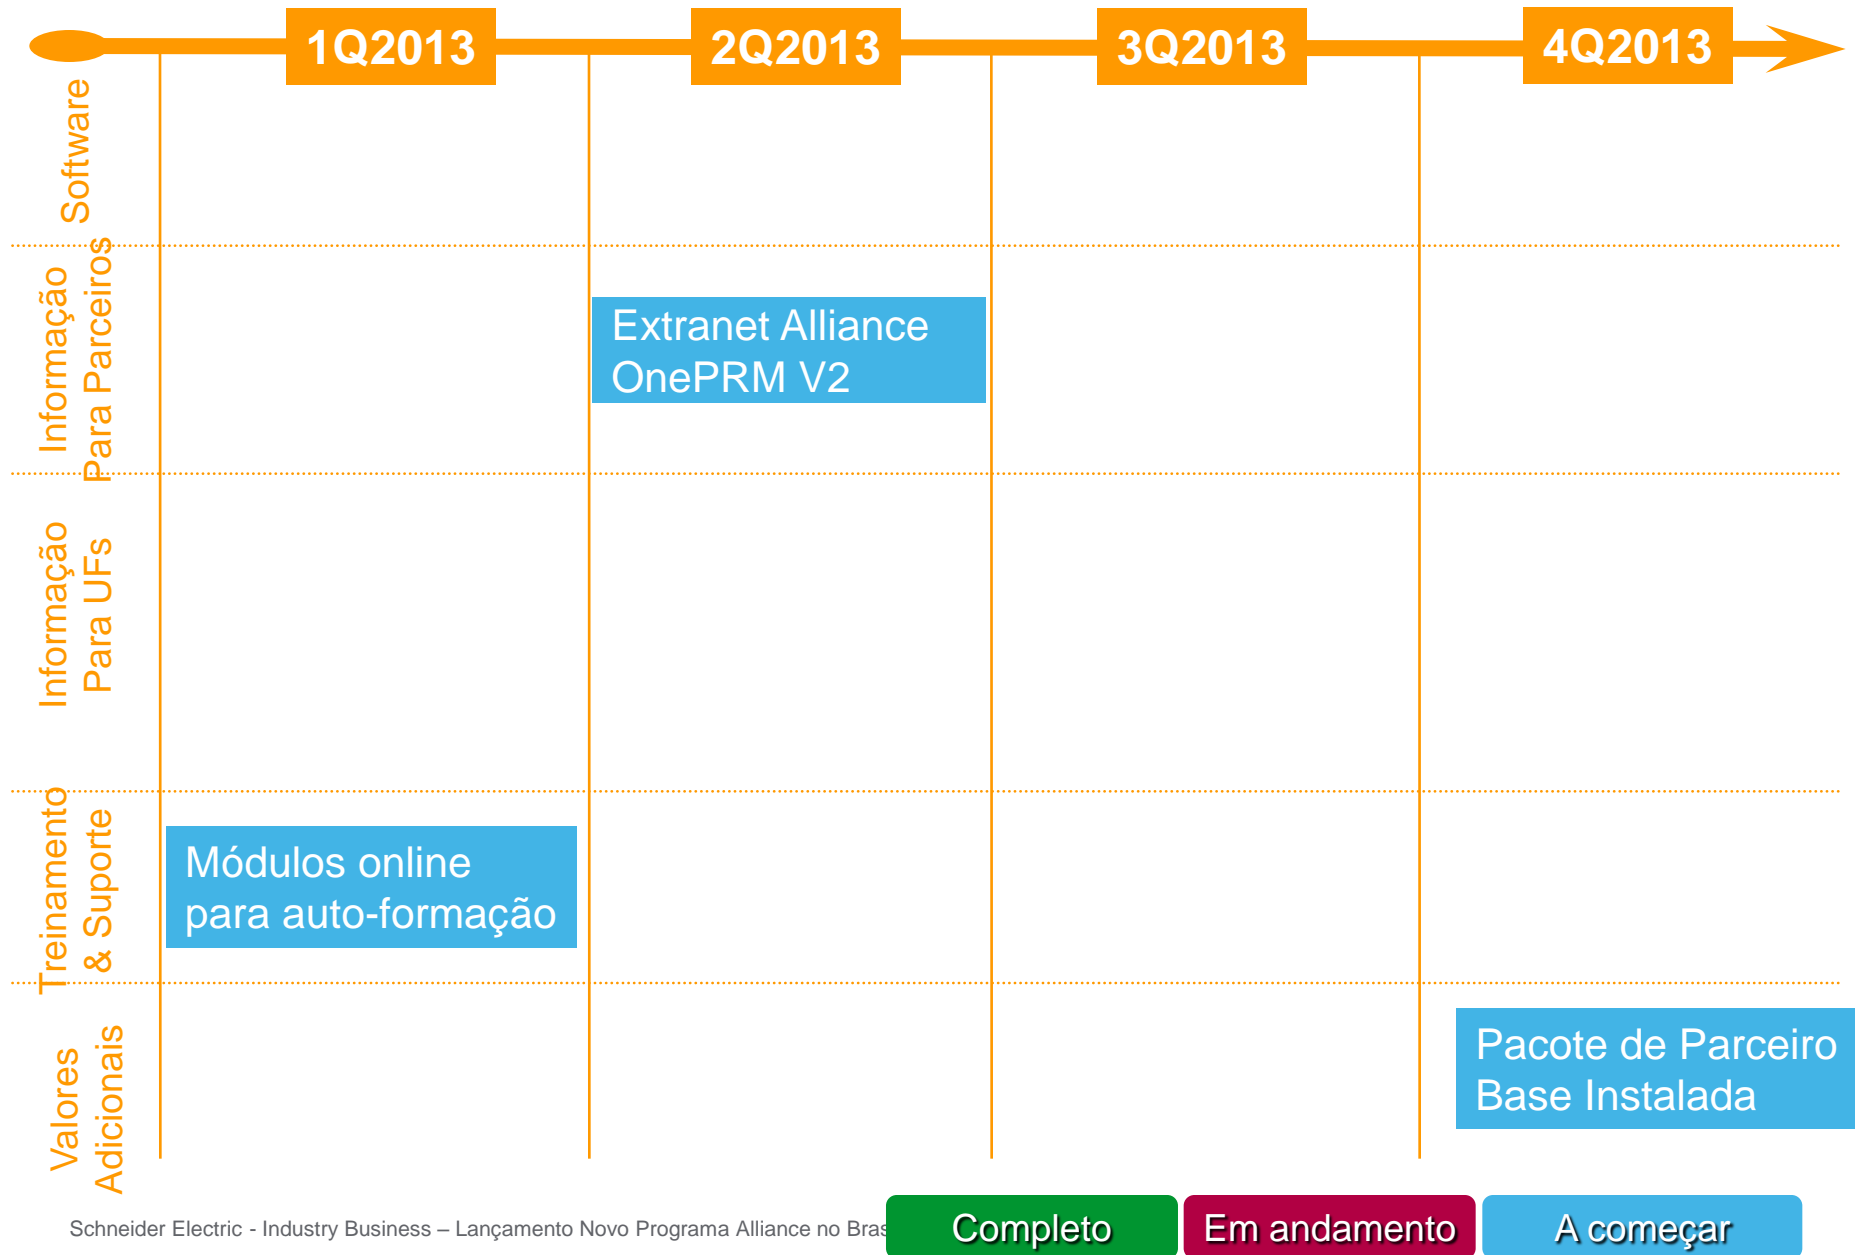 1Q2013
2Q2013
3Q2013
4Q2013
Software
Informação
Para Parceiros
Extranet Alliance
OnePRM V2
Informação
Para UFs
Treinamento
& Suporte
Módulos online
para auto-formação
Valores
Adicionais
Pacote de Parceiro
Base Instalada
Schneider Electric - Industry Business – Lançamento Novo Programa Alliance no Bras
Completo
Em andamento
A começar